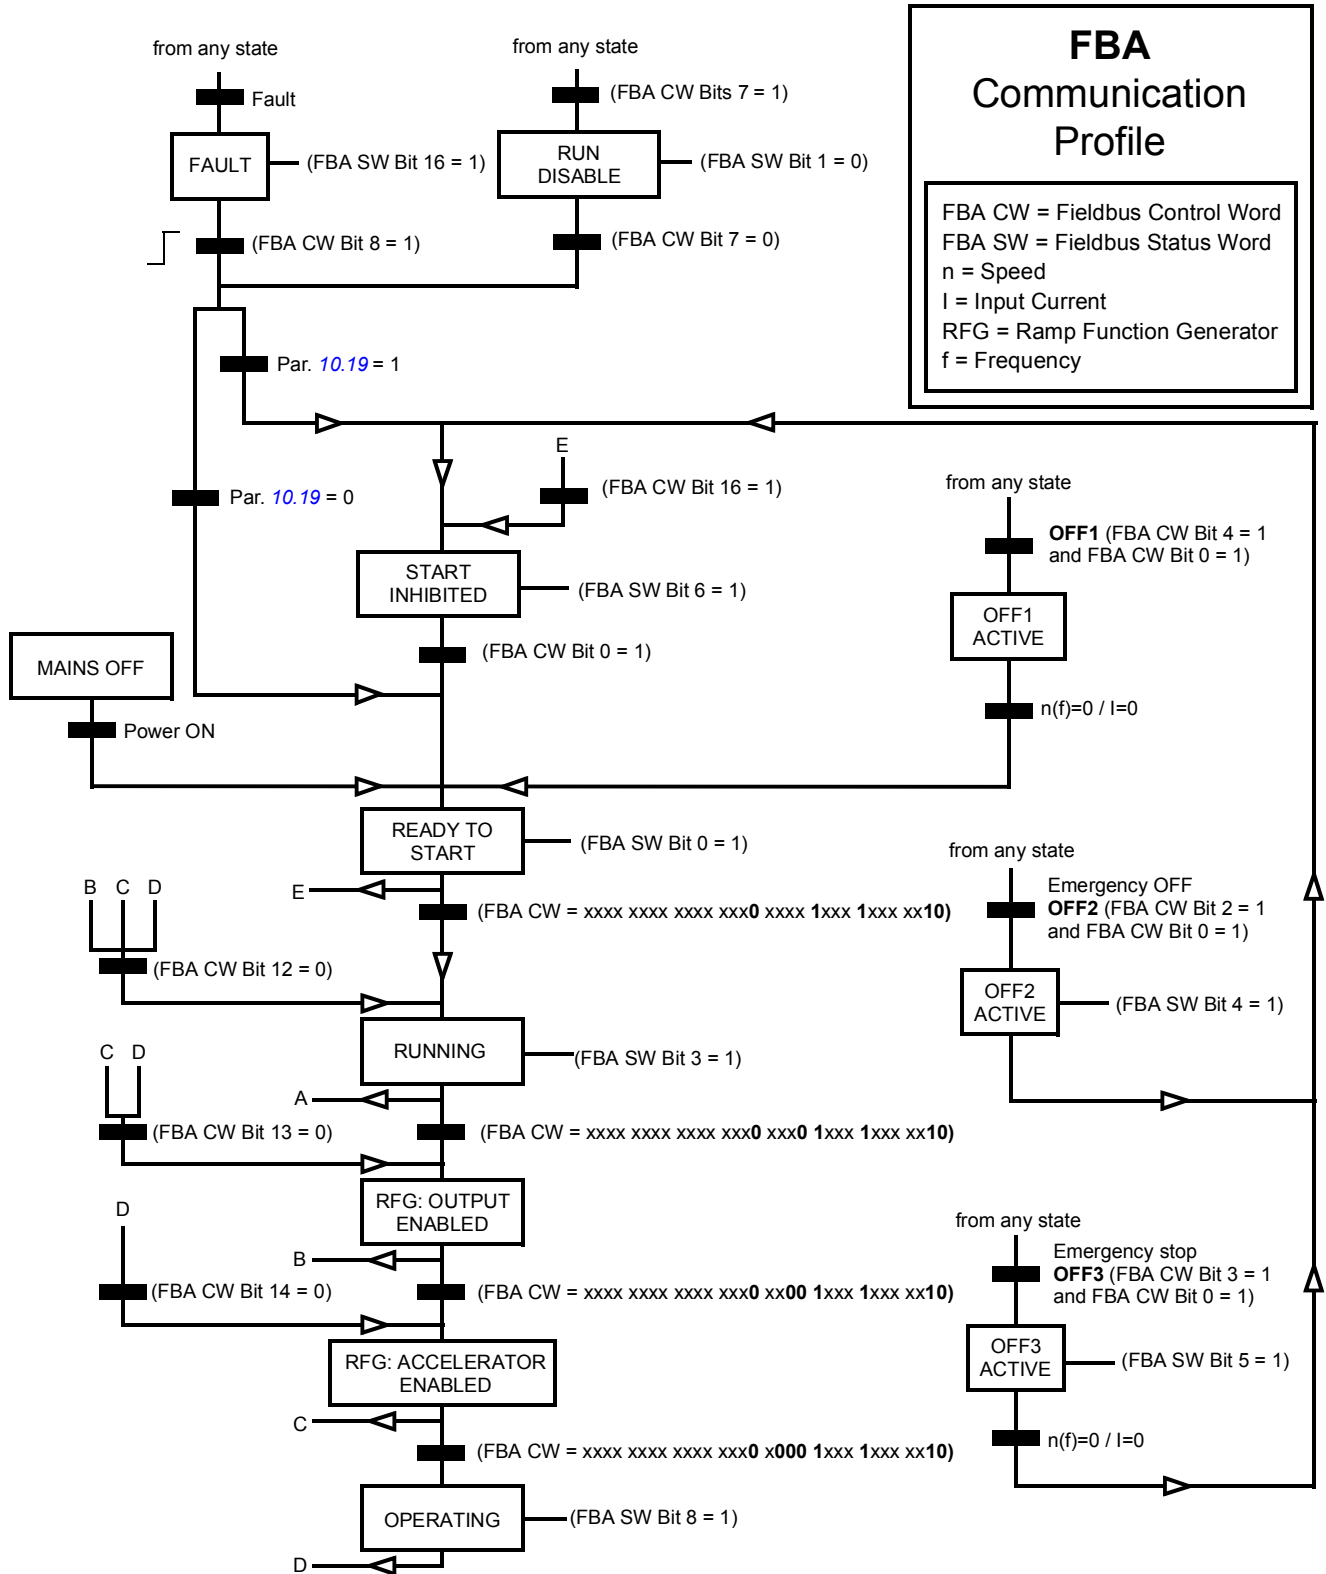 from any state
Fault
FAULT
(FBA SW Bit 16 = 1)
(FBA CW Bit 8 = 1)
from any state
(FBA CW Bits 7 = 1)
RUN
DISABLE
(FBA SW Bit 1 = 0)
(FBA CW Bit 7 = 0)
FBA
Communication
Profile
FBA CW = Fieldbus Control Word
FBA SW = Fieldbus Status Word
n = Speed
I = Input Current
RFG = Ramp Function Generator
f = Frequency
Par. 10.19 = 1
Par. 10.19 = 0
E
(FBA CW Bit 16 = 1)
START
INHIBITED
(FBA SW Bit 6 = 1)
(FBA CW Bit 0 = 1)
from any state
OFF1 (FBA CW Bit 4 = 1
and FBA CW Bit 0 = 1)
OFF1
ACTIVE
n(f)=0 / I=0
MAINS OFF
Power ON
READY TO
START
(FBA SW Bit 0 = 1)
E
(FBA CW = xxxx xxxx xxxx xxx0 xxxx 1xxx 1xxx xx10)
B C D
(FBA CW Bit 12 = 0)
from any state
Emergency OFF
OFF2 (FBA CW Bit 2 = 1
and FBA CW Bit 0 = 1)
OFF2
ACTIVE
(FBA SW Bit 4 = 1)
RUNNING
(FBA SW Bit 3 = 1)
A
C D
(FBA CW Bit 13 = 0)
(FBA CW = xxxx xxxx xxxx xxx0 xxx0 1xxx 1xxx xx10)
RFG: OUTPUT
ENABLED
D
B
(FBA CW Bit 14 = 0)
(FBA CW = xxxx xxxx xxxx xxx0 xx00 1xxx 1xxx xx10)
from any state
Emergency stop
OFF3 (FBA CW Bit 3 = 1
and FBA CW Bit 0 = 1)
OFF3
ACTIVE
(FBA SW Bit 5 = 1)
n(f)=0 / I=0
RFG: ACCELERATOR
ENABLED
C
(FBA CW = xxxx xxxx xxxx xxx0 x000 1xxx 1xxx xx10)
OPERATING
(FBA SW Bit 8 = 1)
D